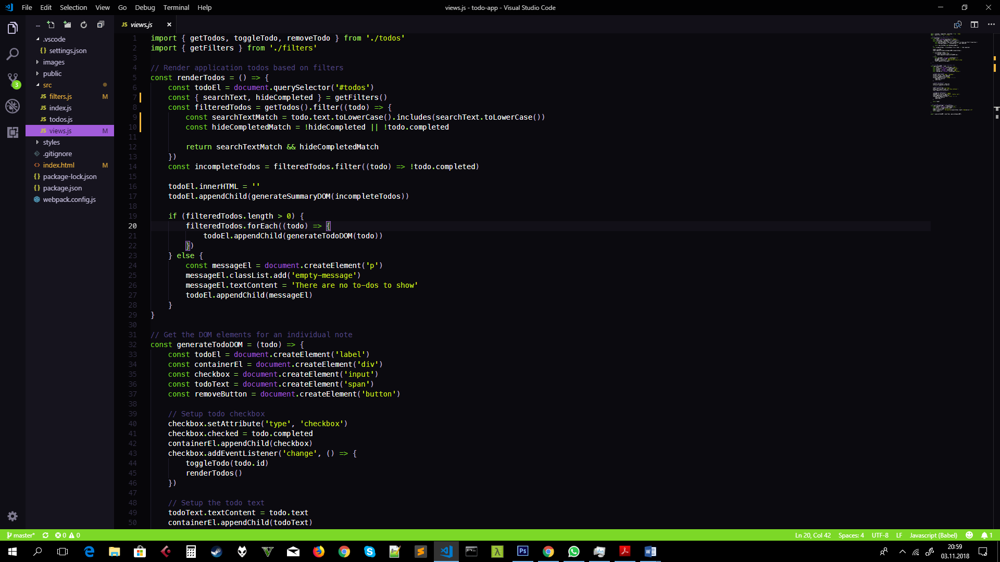 File Edit Selection View Go Debug Terminal Help
views.js - todo-app - Visual Studio Code
...
JS views.js
.vscode
{} settings.json
images
public
src
JS filters.js M
JS index.js
JS todos.js
JS views.js M
styles
.gitignore
<> index.html M
{} package-lock.json
{} package.json
webpack.config.js
3
1 import { getTodos, toggleTodo, removeTodo } from './todos'
2 import { getFilters } from './filters'
3
4 // Render application todos based on filters
5 const renderTodos = () => {
6 const todoEl = document.querySelector('#todos')
7 const { searchText, hideCompleted } = getFilters()
8 const filteredTodos = getTodos().filter((todo) => {
9 const searchTextMatch = todo.text.toLowerCase().includes(searchText.toLowerCase())
10 const hideCompletedMatch = !hideCompleted || !todo.completed
11
12 return searchTextMatch && hideCompletedMatch
13 })
14 const incompleteTodos = filteredTodos.filter((todo) => !todo.completed)
15
16 todoEl.innerHTML = ''
17 todoEl.appendChild(generateSummaryDOM(incompleteTodos))
18
19 if (filteredTodos.length > 0) {
20 filteredTodos.forEach((todo) => {
21 todoEl.appendChild(generateTodoDOM(todo))
22 })
23 } else {
24 const messageEl = document.createElement('p')
25 messageEl.classList.add('empty-message')
26 messageEl.textContent = 'There are no to-dos to show'
27 todoEl.appendChild(messageEl)
28 }
29 }
30
31 // Get the DOM elements for an individual note
32 const generateTodoDOM = (todo) => {
33 const todoEl = document.createElement('label')
34 const containerEl = document.createElement('div')
35 const checkbox = document.createElement('input')
36 const todoText = document.createElement('span')
37 const removeButton = document.createElement('button')
38
39 // Setup todo checkbox
40 checkbox.setAttribute('type', 'checkbox')
41 checkbox.checked = todo.completed
42 containerEl.appendChild(checkbox)
43 checkbox.addEventListener('change', () => {
44 toggleTodo(todo.id)
45 renderTodos()
46 })
47
48 // Setup the todo text
49 todoText.textContent = todo.text
50 containerEl.appendChild(todoText)
master* 0 0
Ln 20, Col 42 Spaces: 4 UTF-8 LF Javascript (Babel) 1
Ps
20:59
03.11.2018